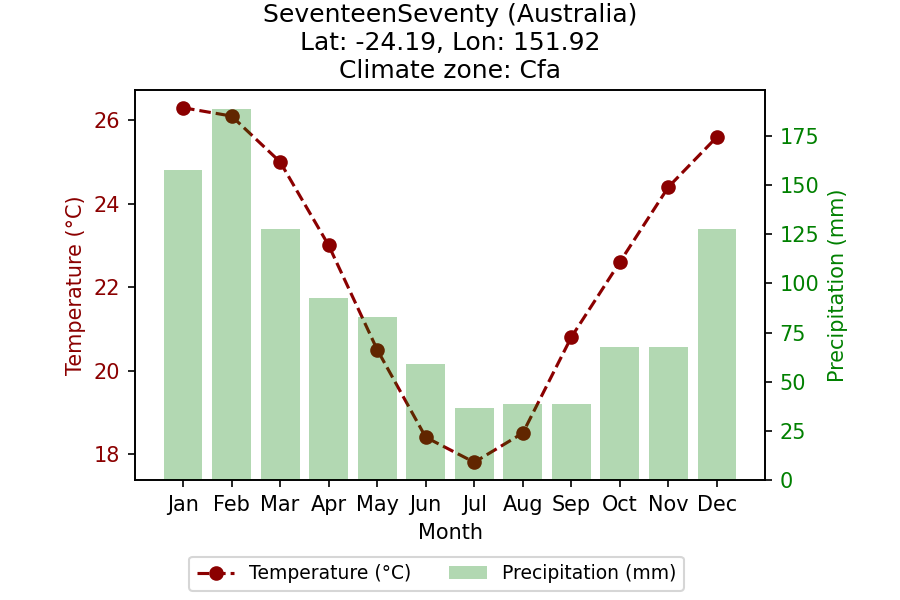 SeventeenSeventy (Australia)
Lat: -24.19, Lon: 151.92
Climate zone: Cfa
26
24
22
20
18
Temperature (°C)
175
150
125
100
75
50
25
0
Precipitation (mm)
Jan Feb Mar Apr May Jun Jul Aug Sep Oct Nov Dec
Month
Temperature (°C) Precipitation (mm)